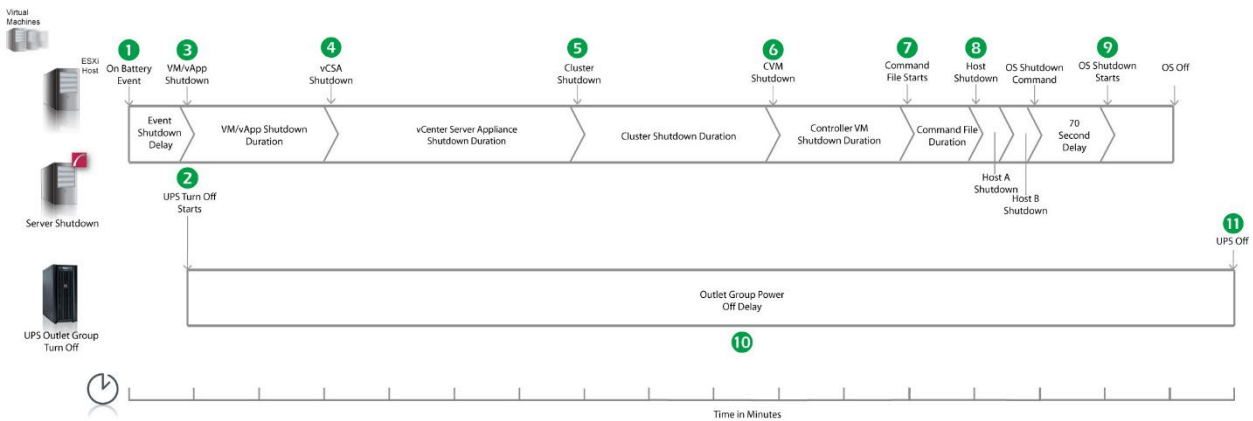 Virtual
Machines
ESXi
Host
1
On Battery
Event
3
VM/vApp
Shutdown
4
vCSA
Shutdown
5
Cluster
Shutdown
6
CVM
Shutdown
7
Command
File Starts
8
Host
Shutdown
OS Shutdown
Command
9
OS Shutdown
Starts
OS Off
Event
Shutdown
Delay
VM/vApp Shutdown
Duration
vCenter Server Appliance
Shutdown Duration
Cluster Shutdown Duration
Controller VM
Shutdown Duration
Command File
Duration
70
Second
Delay
Host A
Shutdown
Host B
Shutdown
2
UPS Turn Off
Starts
Server Shutdown
11
UPS Off
Outlet Group Power
Off Delay
10
UPS Outlet Group
Turn Off
Time in Minutes